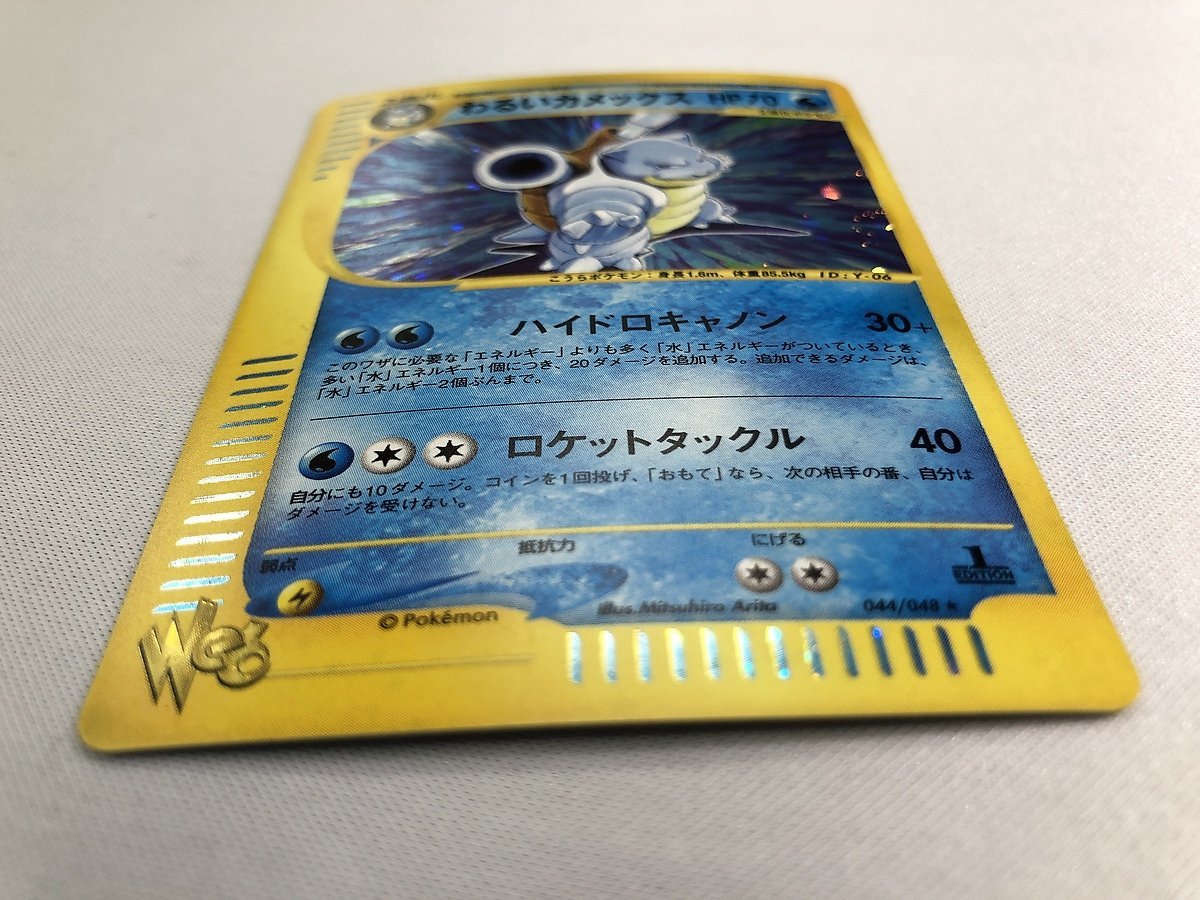 わるいカメックス HP70
こうらポケモン:身長1.6m、体重85.5kg ID:Y-06
ハイドロキャノン 30+
このワザに必要な「エネルギー」よりも多く「水」エネルギーがついているとき、
多い「水」エネルギー1個につき、20ダメージを追加する。追加できるダメージは、
「水」エネルギー2個ぶんまで。
ロケットタックル 40
自分にも10ダメージ。コインを1回投げ、「おもて」なら、次の相手の番、自分は
ダメージを受けない。
弱点 抵抗力 にげる
1 EDITION
©Pokémon illus. Mitsuhiro Arita 044/048 ★
Web